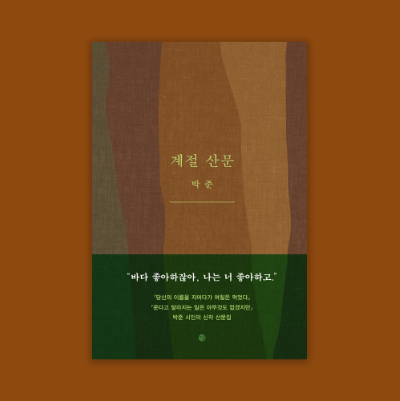 계절 산문
박 준
"바다 좋아하잖아. 나는 너 좋아하고."
『당신의 이름을 지어다가 며칠은 먹었다』
『운다고 달라지는 일은 아무것도 없겠지만』
박준 시인의 신작 산문집